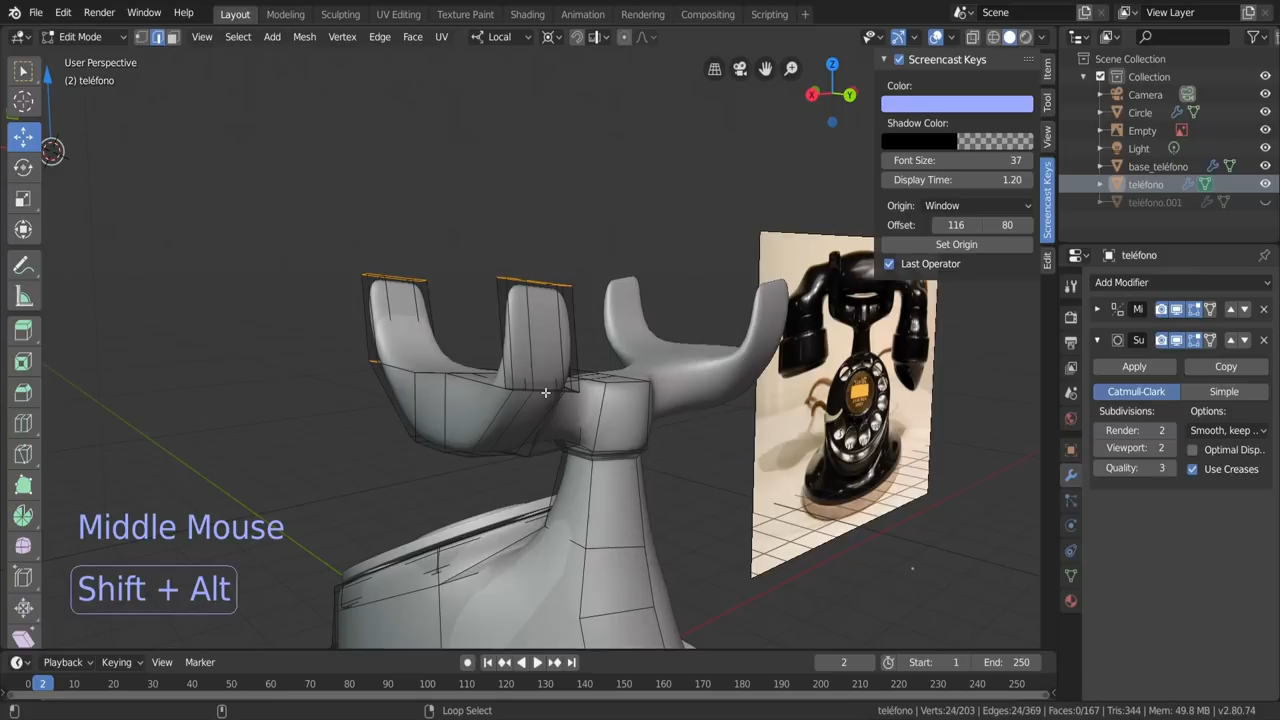 File Edit Render Window Help Layout Modeling Sculpting UV Editing Texture Paint Shading Animation Rendering Compositing Scripting + Scene View Layer
Edit Mode View Select Add Mesh Vertex Edge Face UV Local
User Perspective
(2) teléfono
Z
X
Y
Screencast Keys
Color:
Shadow Color:
Font Size: 37
Display Time: 1.20
Origin: Window
Offset: 116 80
Set Origin
Last Operator
Item
Tool
View
Screencast Keys
Edit
Scene Collection
Collection
Camera
Circle
Empty
Light
base_teléfono
teléfono
teléfono.001
teléfono
Add Modifier
Mi
Su
Apply Copy
Catmull-Clark Simple
Subdivisions: Options:
Render: 2 Smooth, keep ..
Viewport: 2 Optimal Disp..
Quality: 3 Use Creases
Middle Mouse
Shift + Alt
Playback Keying View Marker 2 Start: 1 End: 250
0 2 20 30 40 50 60 70 80 90 100 110 120 130 140 150 160 170 180 190 200 210 220 230 240 250
Loop Select teléfono | Verts:24/203 | Edges:24/369 | Faces:0/167 | Tris:344 | Mem: 49.8 MB | v2.80.74